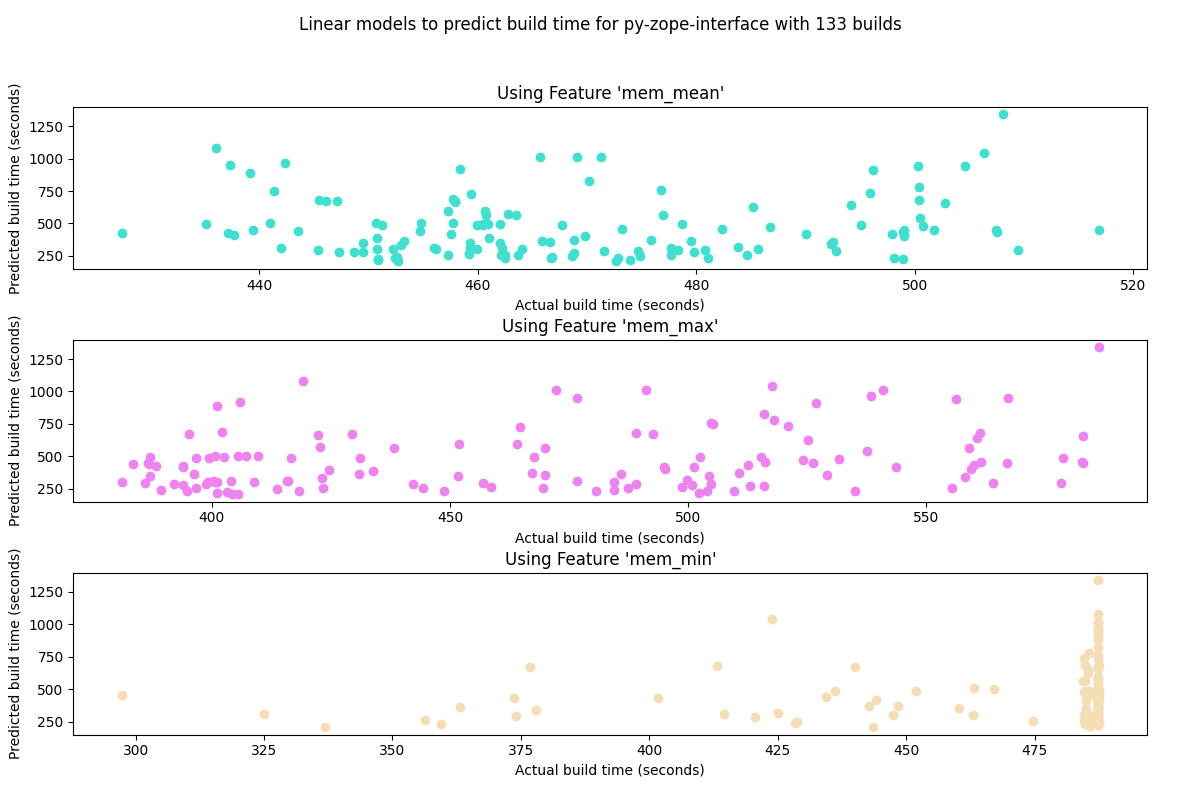 Linear models to predict build time for py-zope-interface with 133 builds
Using Feature 'mem_mean'
Predicted build time (seconds)
1250
1000
750
500
250
440 460 480 500 520
Actual build time (seconds)
Using Feature 'mem_max'
Predicted build time (seconds)
1250
1000
750
500
250
400 450 500 550
Actual build time (seconds)
Using Feature 'mem_min'
Predicted build time (seconds)
1250
1000
750
500
250
300 325 350 375 400 425 450 475
Actual build time (seconds)